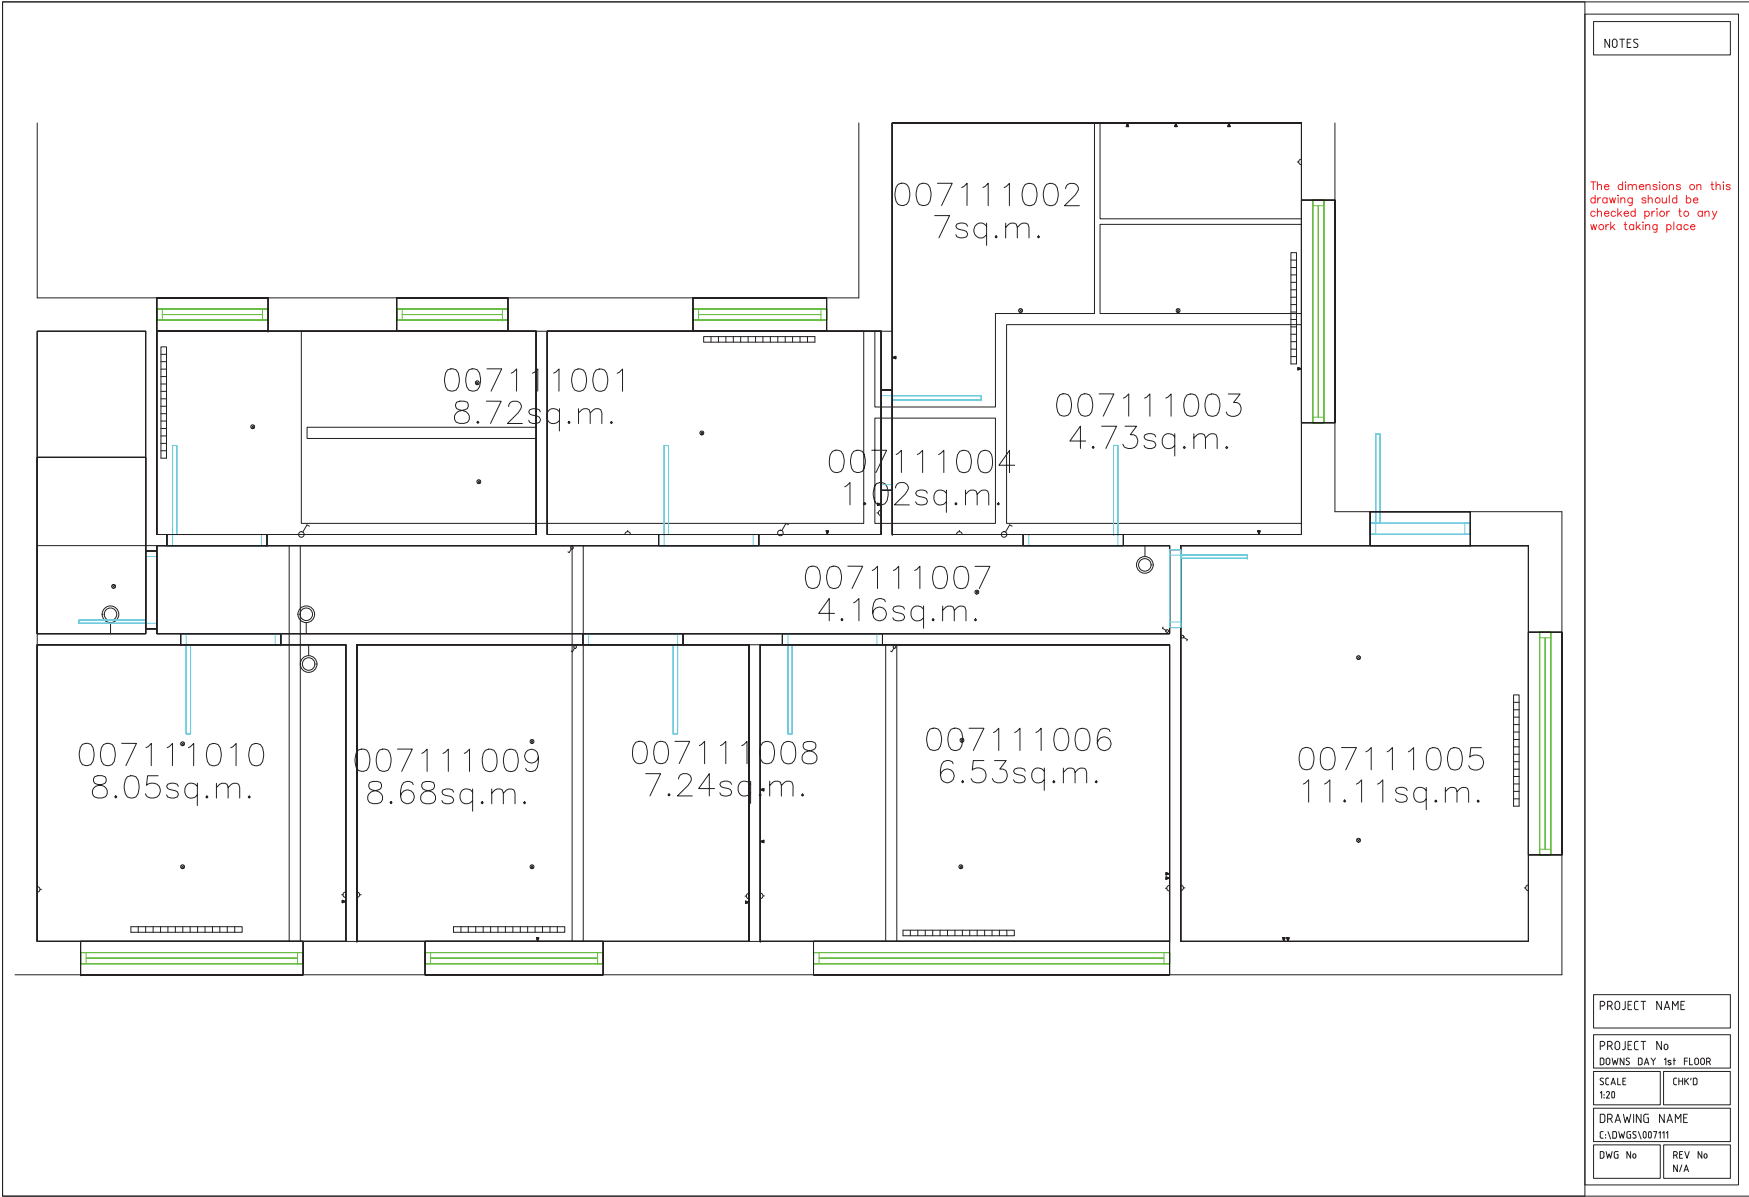 NOTES
The dimensions on this
drawing should be
checked prior to any
work taking place
007111002
7sq.m.
007111001
8.72sq.m.
007111003
4.73sq.m.
007111004
1.02sq.m.
007111007
4.16sq.m.
007111010
8.05sq.m.
007111009
8.68sq.m.
007111008
7.24sq.m.
007111006
6.53sq.m.
007111005
11.11sq.m.
PROJECT NAME
PROJECT No
DOWNS DAY 1st FLOOR
SCALE
1:20
CHK'D
DRAWING NAME
C:\DWGS\007111
DWG No
REV No
N/A